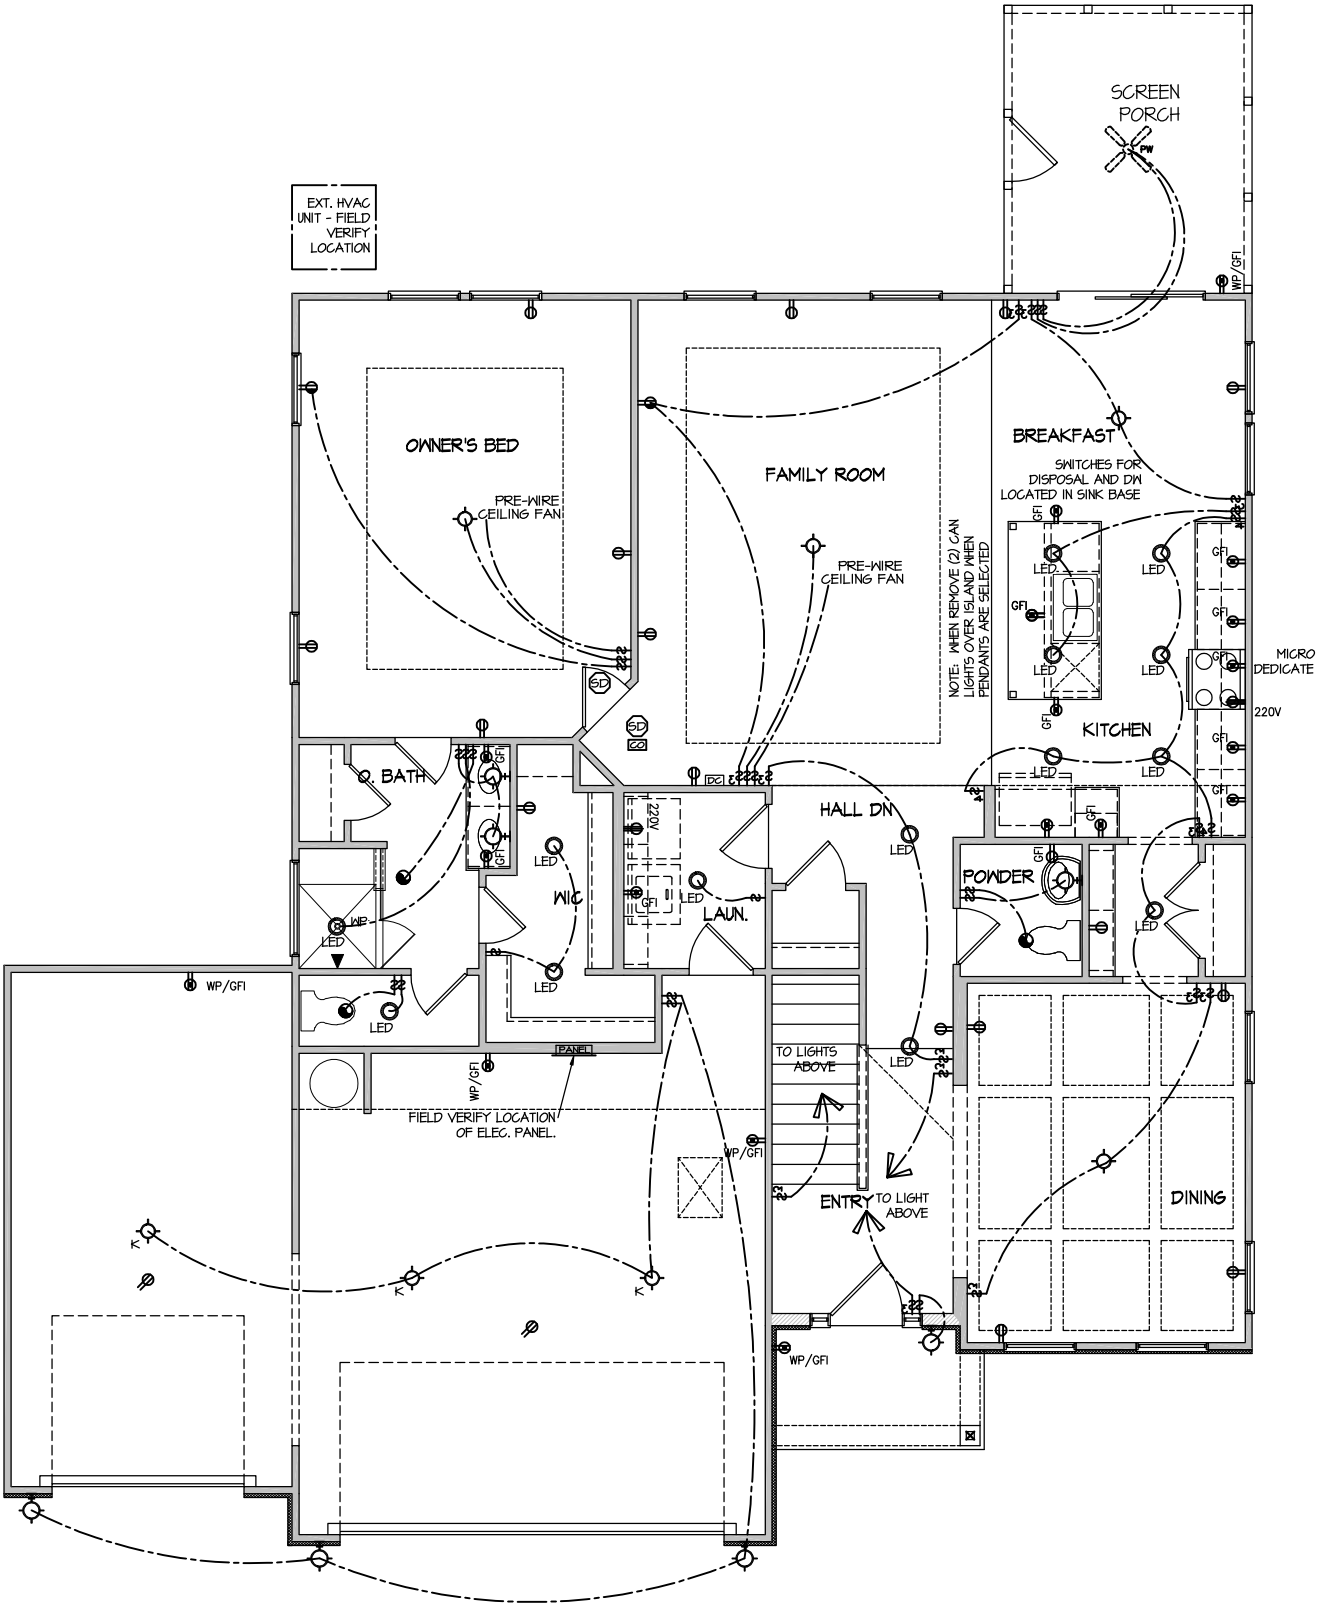 SCREEN
PORCH
PW
EXT. HVAC
UNIT - FIELD
VERIFY
LOCATION
WP/GFI
OWNER'S BED
PRE-WIRE
CEILING FAN
FAMILY ROOM
PRE-WIRE
CEILING FAN
BREAKFAST
SWITCHES FOR
DISPOSAL AND DW
LOCATED IN SINK BASE
NOTE: WHEN REMOVE (2) CAN
LIGHTS OVER ISLAND WHEN
PENDANTS ARE SELECTED
GFI
LED
LED
GFI
GFI
GFI
LED
LED
GFI
MICRO
DEDICATE
220V
GFI
KITCHEN
GFI
GFI
LED
LED
GFI
SD
SD
CO
DC
O. BATH
GFI
GFI
LED
WIC
220V
GFI
LED
LAUN.
HALL DN
LED
POWDER
GFI
LED
WP
LED
LED
LED
WP/GFI
WP/GFI
PANEL
FIELD VERIFY LOCATION
OF ELEC. PANEL.
TO LIGHTS
ABOVE
LED
WP/GFI
ENTRY
TO LIGHT
ABOVE
DINING
K
K
K
WP/GFI